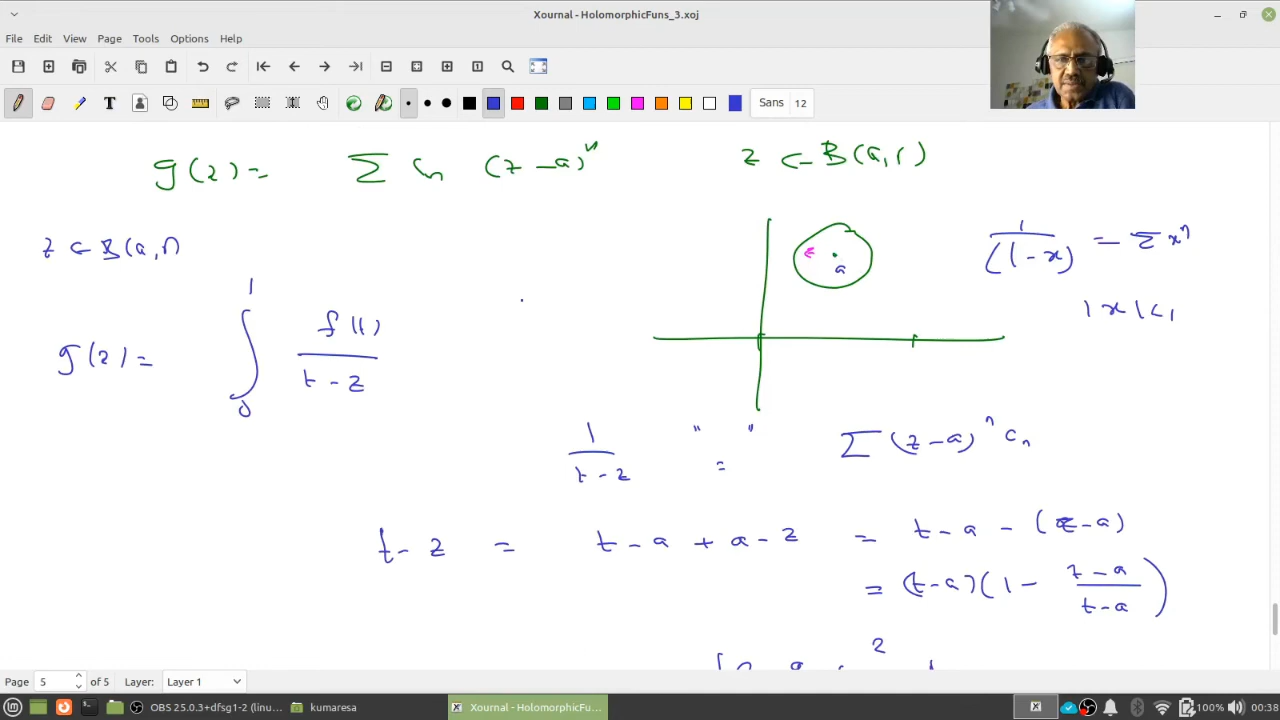 Xournal - HolomorphicFuns_3.xoj
File Edit View Page Tools Options Help
Sans 12
g(z) = Σ cn (z-a)^n z ∈ B(a,r)
z ∈ B(a,r)
a
1/(1-x) = Σ x^n
|x| < 1
g(z) = ∫_0^1 f(t)/(t-z)
1/(t-z) " = " Σ (z-a)^n c_n
t-z = t-a + a-z = t-a - (z-a)
= (t-a)(1 - (z-a)/(t-a))
2
Page 5 of 5 Layer: Layer 1
OBS 25.0.3+dfsg1-2 (linu... kumaresa Xournal - HolomorphicFun... 100% 00:38